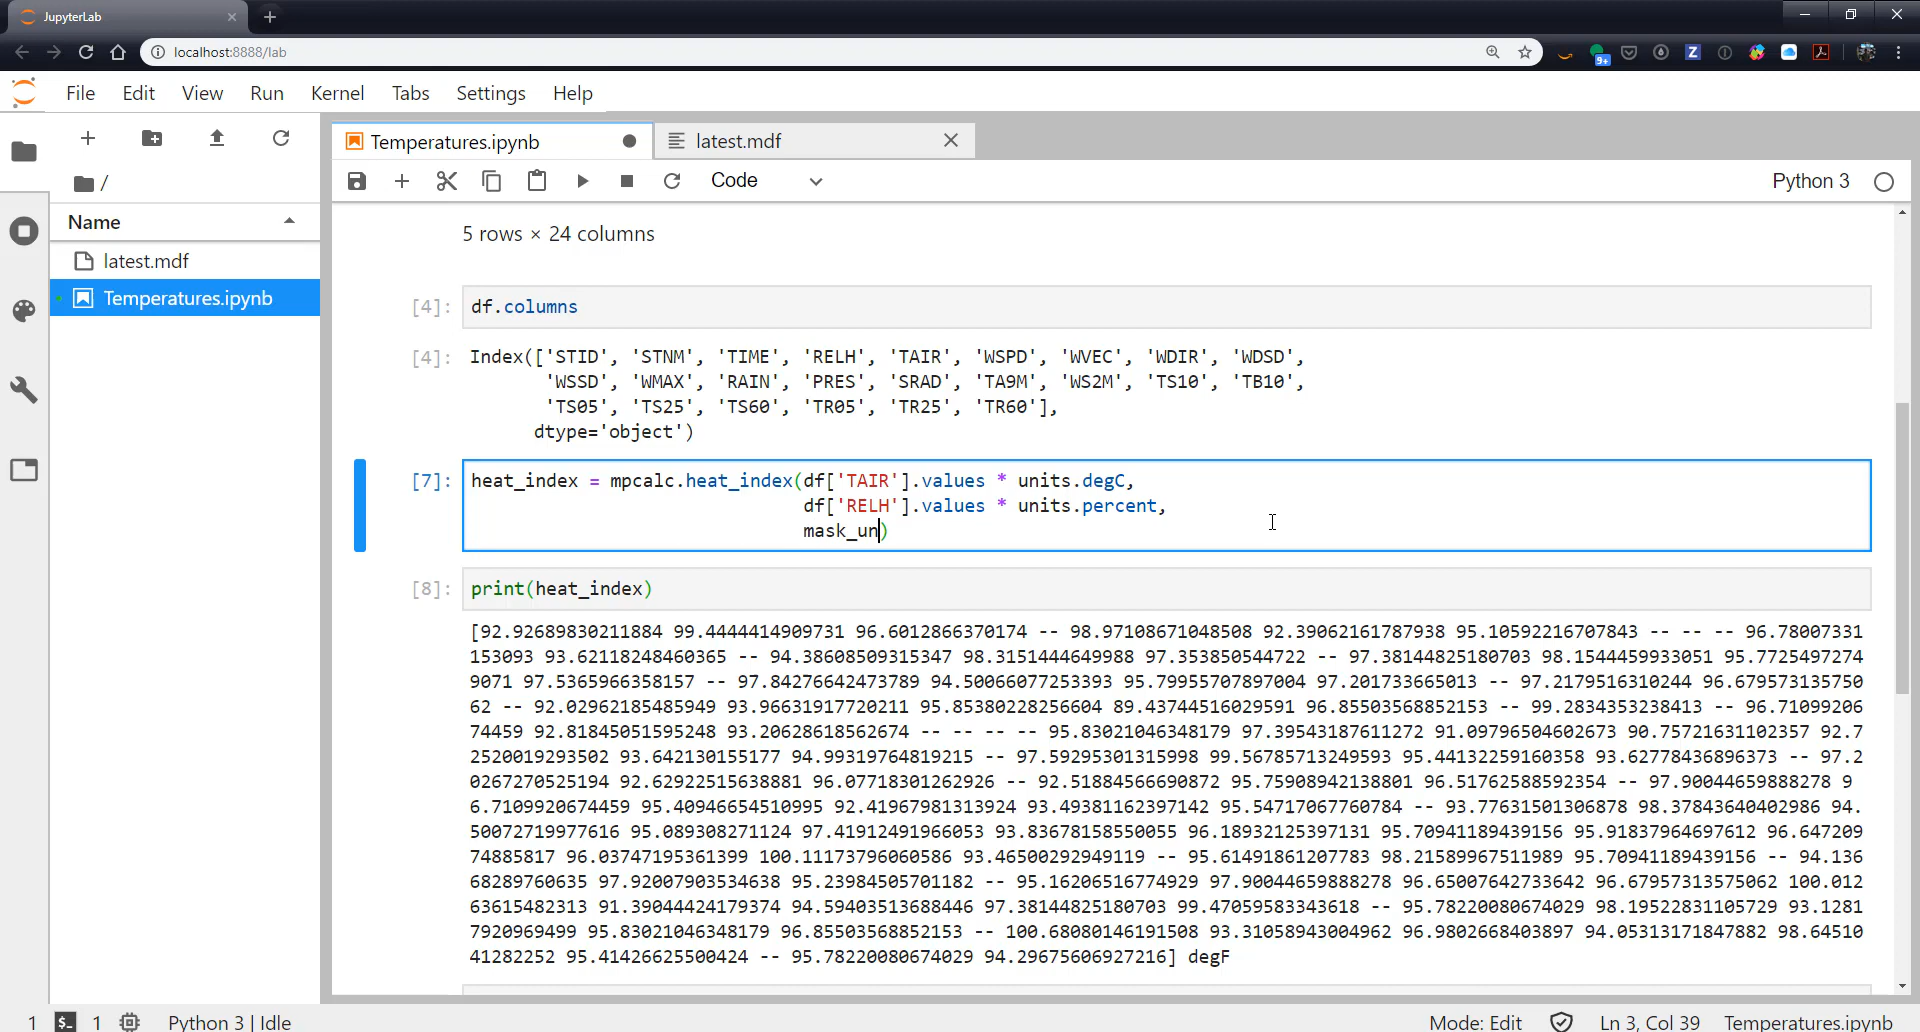 JupyterLab
localhost:8888/lab
9+
Z
File Edit View Run Kernel Tabs Settings Help
Temperatures.ipynb
latest.mdf
/
Code
Python 3
Name
latest.mdf
Temperatures.ipynb
5 rows × 24 columns
[4]: df.columns
[4]: Index(['STID', 'STNM', 'TIME', 'RELH', 'TAIR', 'WSPD', 'WVEC', 'WDIR', 'WDSD',
'WSSD', 'WMAX', 'RAIN', 'PRES', 'SRAD', 'TA9M', 'WS2M', 'TS10', 'TB10',
'TS05', 'TS25', 'TS60', 'TR05', 'TR25', 'TR60'],
dtype='object')
[7]: heat_index = mpcalc.heat_index(df['TAIR'].values * units.degC,
df['RELH'].values * units.percent,
mask_un)
[8]: print(heat_index)
[92.92689830211884 99.4444414909731 96.6012866370174 -- 98.97108671048508 92.39062161787938 95.10592216707843 -- -- -- 96.78007331
153093 93.62118248460365 -- 94.38608509315347 98.3151444649988 97.353850544722 -- 97.38144825180703 98.1544459933051 95.7725497274
9071 97.5365966358157 -- 97.84276642473789 94.50066077253393 95.79955707897004 97.201733665013 -- 97.2179516310244 96.679573135750
62 -- 92.02962185485949 93.96631917720211 95.85380228256604 89.43744516029591 96.85503568852153 -- 99.2834353238413 -- 96.71099206
74459 92.81845051595248 93.20628618562674 -- -- -- -- 95.83021046348179 97.39543187611272 91.09796504602673 90.75721631102357 92.7
25520019293502 93.642130155177 94.99319764819215 -- 97.59295301315998 99.56785713249593 95.44132259160358 93.62778436896373 -- 97.2
02672705251​94 92.62922515638881 96.07718301262926 -- 92.51884566690872 95.75908942138801 96.51762588592354 -- 97.90044659888278 9
6.7109920674459 95.40946654510995 92.41967981313924 93.49381162397142 95.54717067760784 -- 93.77631501306878 98.37843640402986 94.
50072719977616 95.089308271124 97.41912491966053 93.83678158550055 96.18932125397131 95.70941189439156 95.91837964697612 96.647209
74885817 96.03747195361399 100.11173796060586 93.46500292949119 -- 95.61491861207783 98.21589967511989 95.70941189439156 -- 94.136
68289760635 97.92007903534638 95.23984505701182 -- 95.16206516774929 97.90044659888278 96.65007642733642 96.67957313575062 100.012
63615482313 91.39044424179374 94.59403513688446 97.38144825180703 99.47059583343618 -- 95.78220080674029 98.19522831105729 93.1281
7920969499 95.83021046348179 96.85503568852153 -- 100.68080146191508 93.31058943004962 96.9802668403897 94.05313171847882 98.6451​0
41282252 95.41426625500424 -- 95.78220080674029 94.29675606927216] degF
1 $_ 1 Python 3 | Idle
Mode: Edit Ln 3, Col 39 Temperatures.ipynb